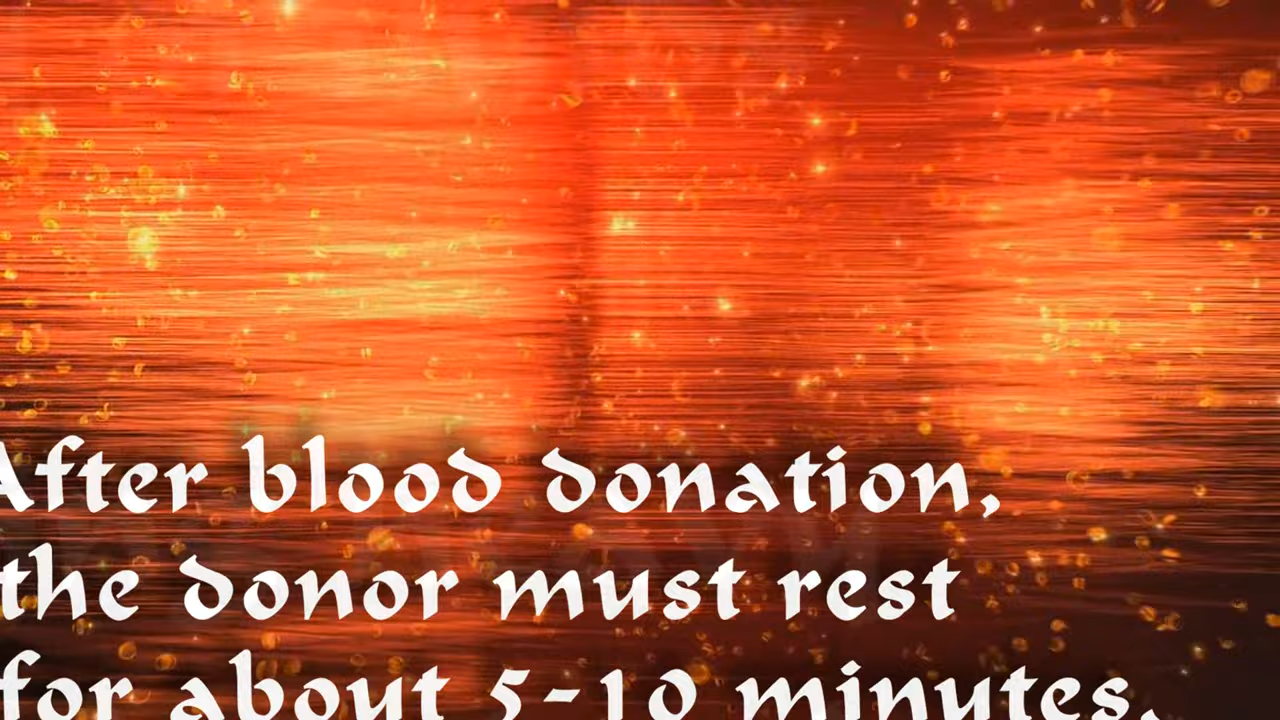 After blood donation,
the donor must rest
for about 5-10 minutes.